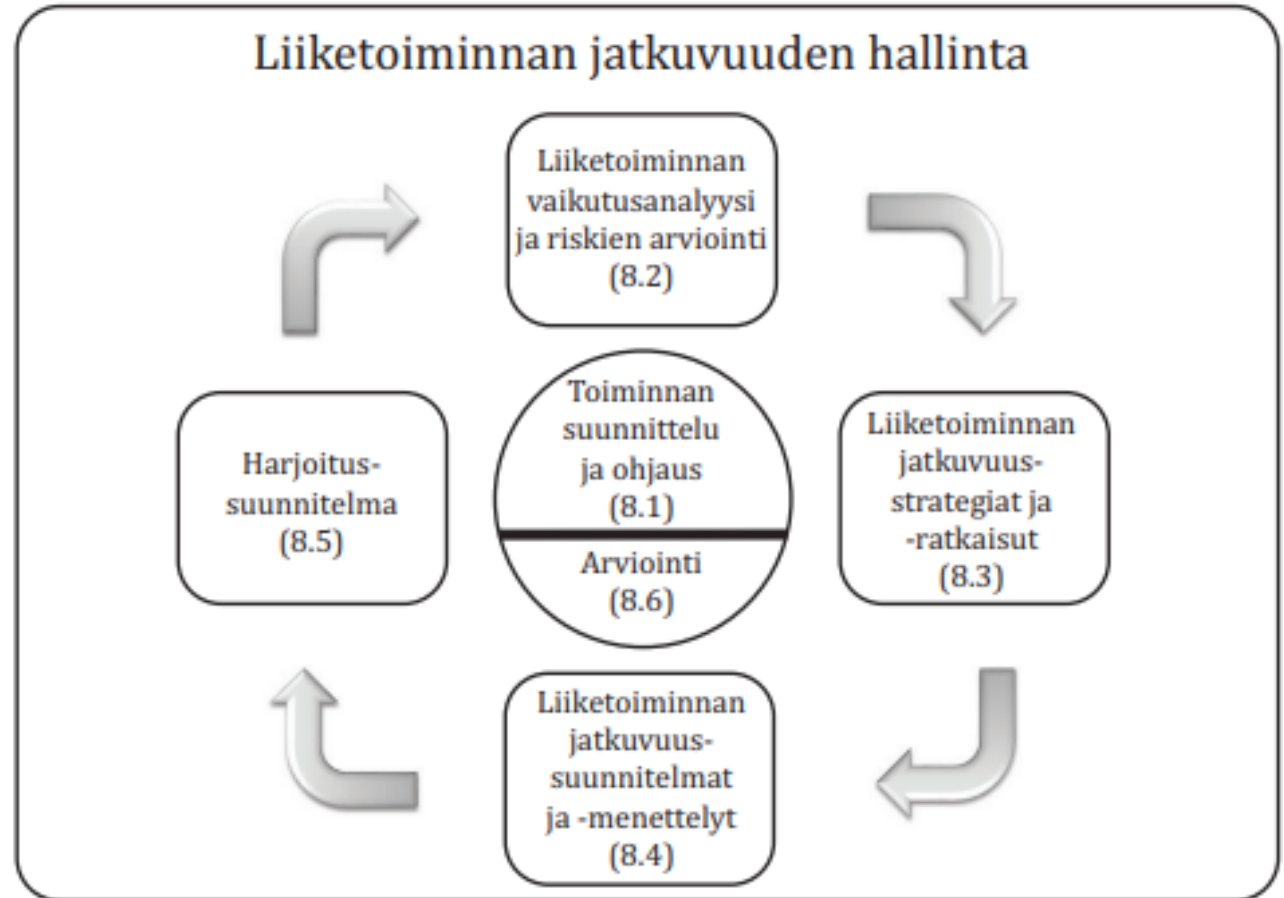 Liiketoiminnan jatkuvuuden hallinta
Liiketoiminnan
vaikutusanalyysi
ja riskien arviointi
(8.2)
Toiminnan
suunnittelu
ja ohjaus
(8.1)
Arviointi
(8.6)
Liiketoiminnan
jatkuvuus-
strategiat ja
-ratkaisut
(8.3)
Liiketoiminnan
jatkuvuus-
suunnitelmat
ja -menettelyt
(8.4)
Harjoitus-
suunnitelma
(8.5)